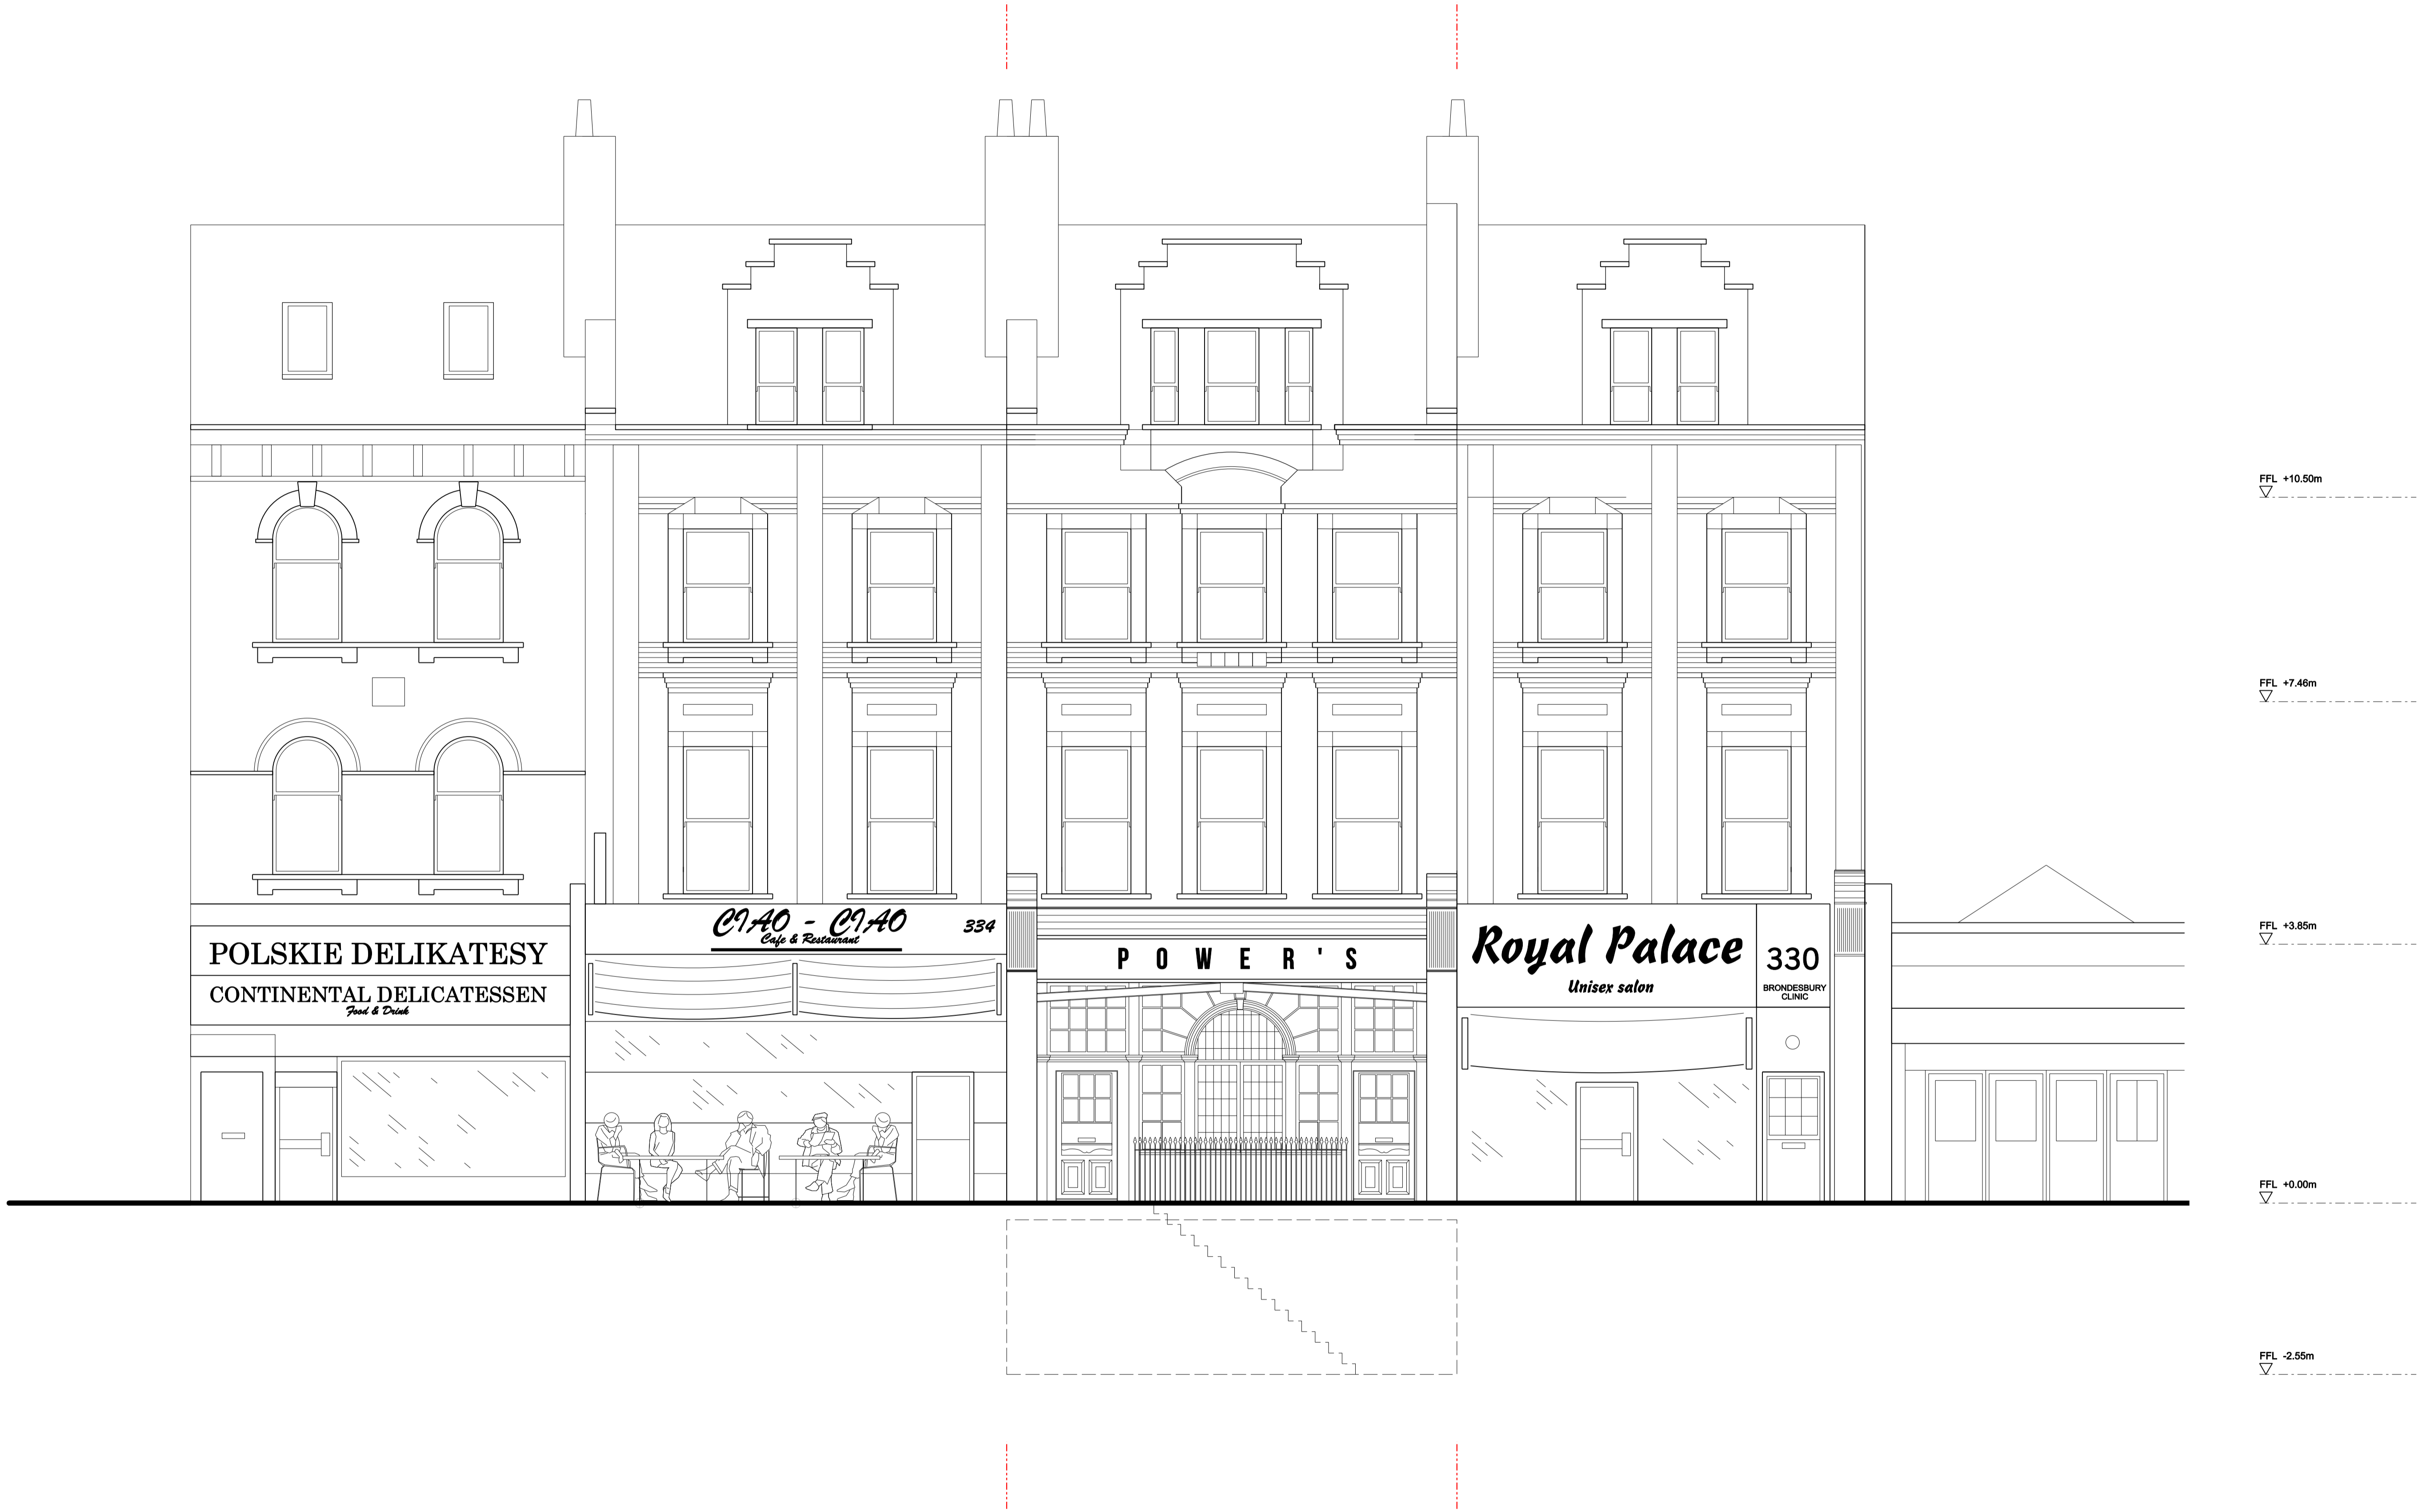 FFL +10.50m
FFL +7.46m
CIAO - CIAO
Cafe & Restaurant
334
POLSKIE DELIKATESY
CONTINENTAL DELICATESSEN
Food & Drink
POWER'S
Royal Palace
Unisex salon
330
BRONDESBURY
CLINIC
FFL +3.85m
FFL +0.00m
FFL -2.55m